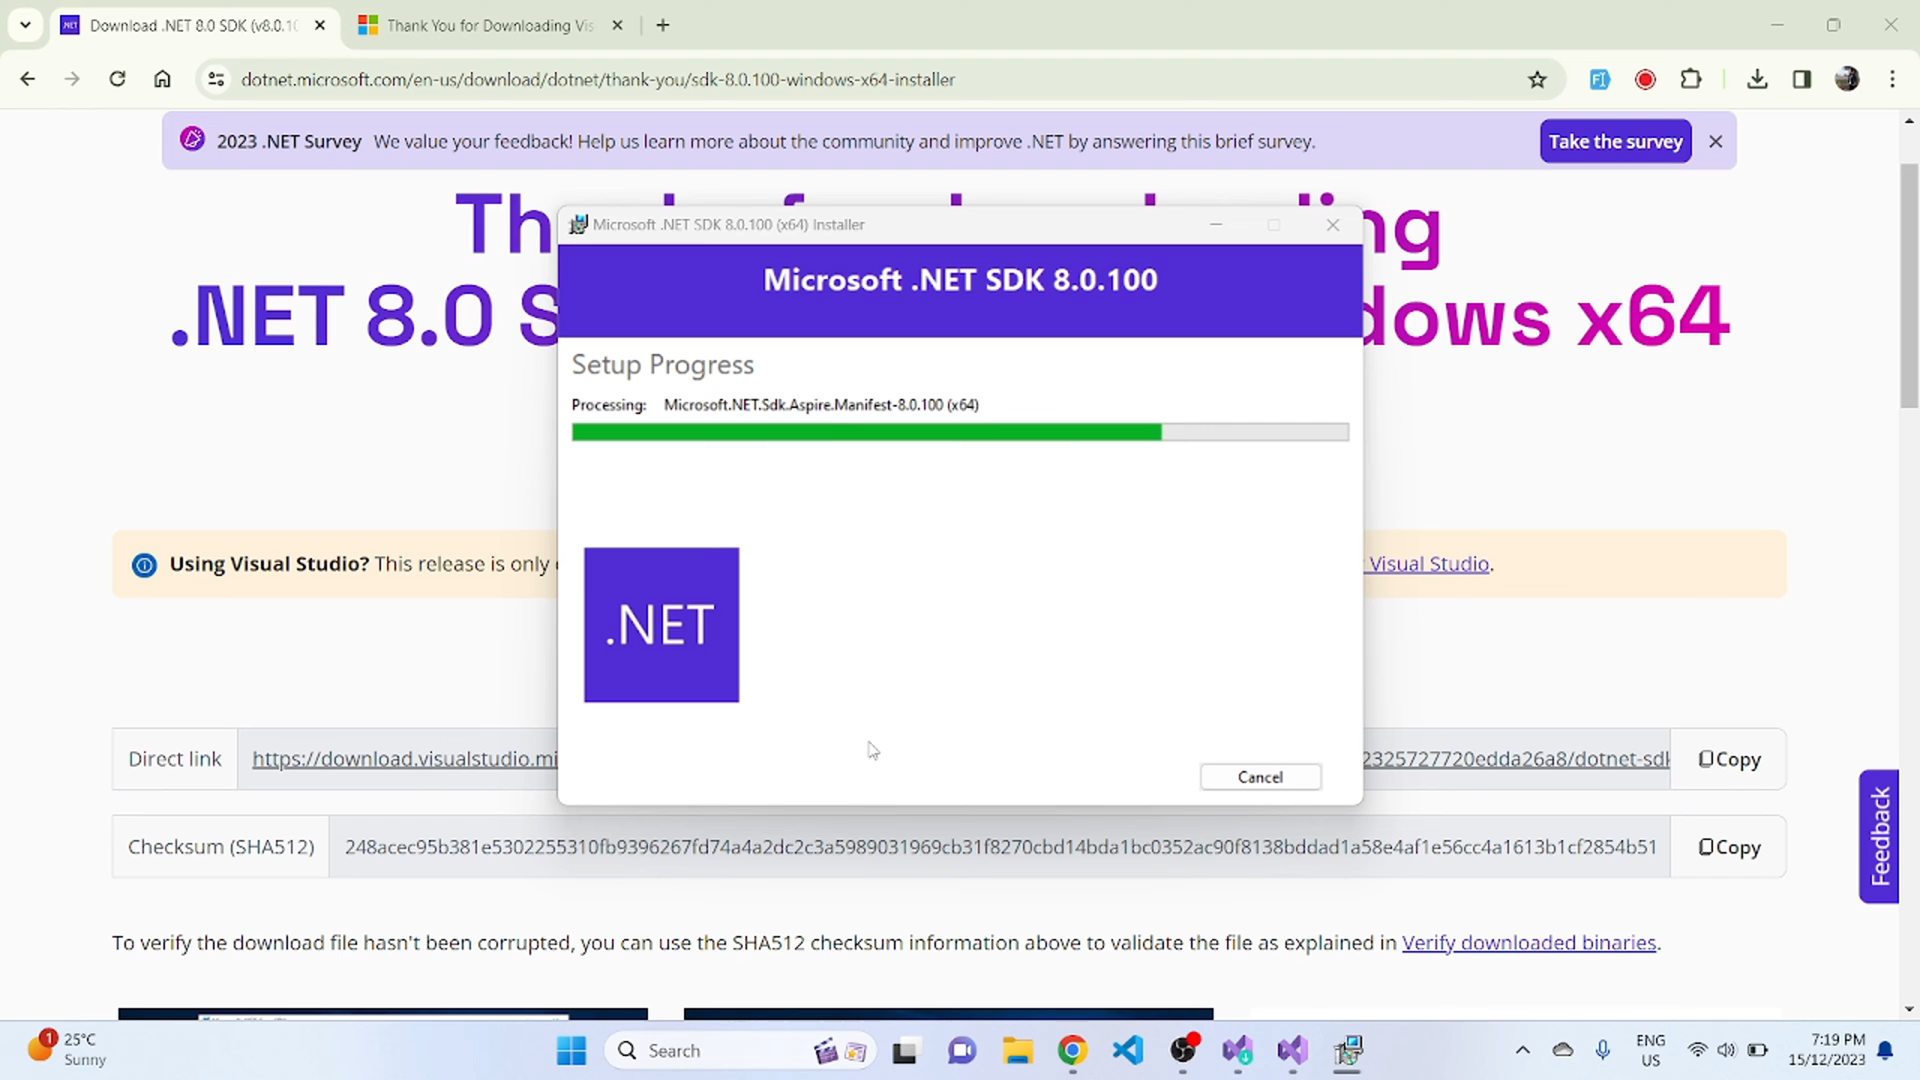 Download .NET 8.0 SDK (v8.0.10
Thank You for Downloading Vis
dotnet.microsoft.com/en-us/download/dotnet/thank-you/sdk-8.0.100-windows-x64-installer
2023 .NET Survey We value your feedback! Help us learn more about the community and improve .NET by answering this brief survey.
Take the survey
Microsoft .NET SDK 8.0.100 (x64) Installer
.NET 8.0 S
dows x64
Microsoft .NET SDK 8.0.100
Setup Progress
Processing: Microsoft.NET.Sdk.Aspire.Manifest-8.0.100 (x64)
Using Visual Studio? This release is only
Visual Studio.
.NET
Direct link
https://download.visualstudio.mi
2325727720edda26a8/dotnet-sdk
Copy
Cancel
Checksum (SHA512)
248acec95b381e5302255310fb9396267fd74a4a2dc2c3a5989031969cb31f8270cbd14bda1bc0352ac90f8138bddad1a58e4af1e56cc4a1613b1cf2854b51
Copy
Feedback
To verify the download file hasn't been corrupted, you can use the SHA512 checksum information above to validate the file as explained in Verify downloaded binaries.
1
25°C
Sunny
Search
ENG
US
7:19 PM
15/12/2023